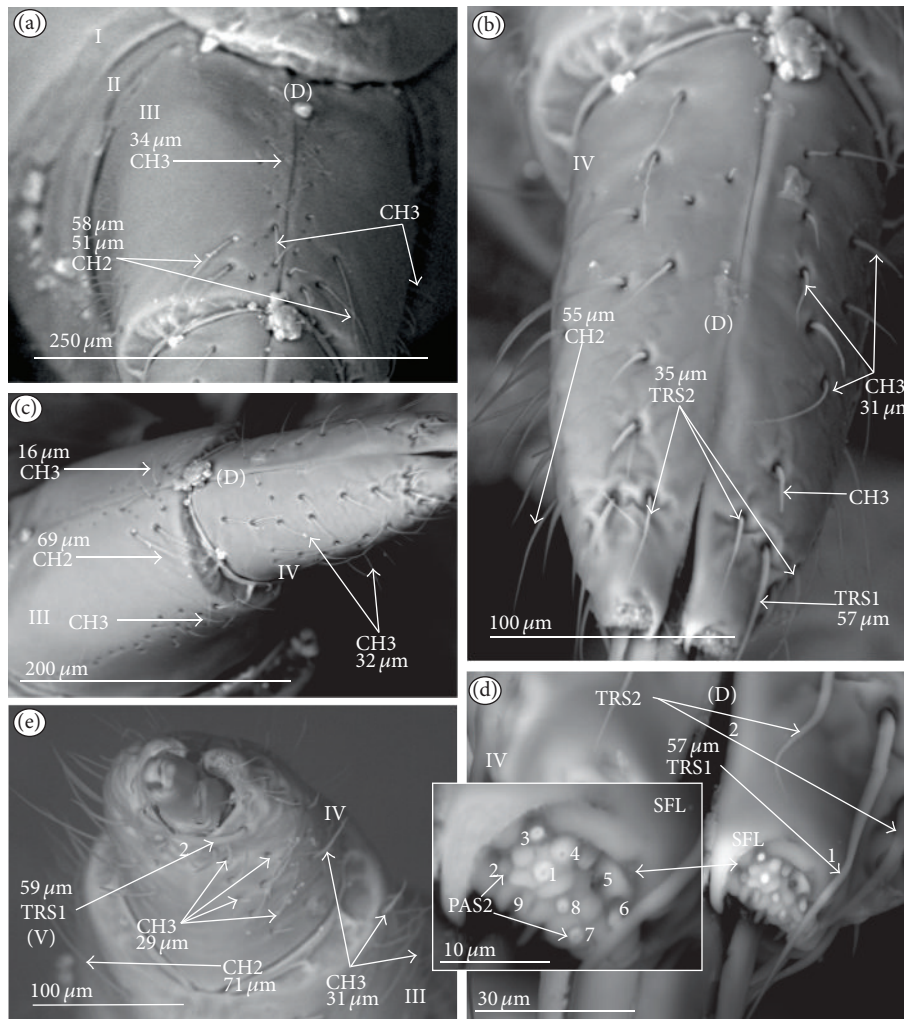 (a)
I
II
III
(D)
34 μm
CH3
CH3
58 μm
51 μm
CH2
250 μm
(b)
IV
(D)
55 μm
CH2
35 μm
TRS2
CH3
31 μm
CH3
TRS1
57 μm
100 μm
(c)
16 μm
CH3
(D)
69 μm
CH2
IV
III
CH3
CH3
32 μm
200 μm
(d)
TRS2
(D)
2
IV
57 μm
TRS1
SFL
SFL
1
3
4
2
1
5
PAS2
9
8
6
7
10 μm
30 μm
(e)
IV
2
59 μm
TRS1
(V)
CH3
29 μm
CH2
71 μm
CH3
31 μm
III
100 μm